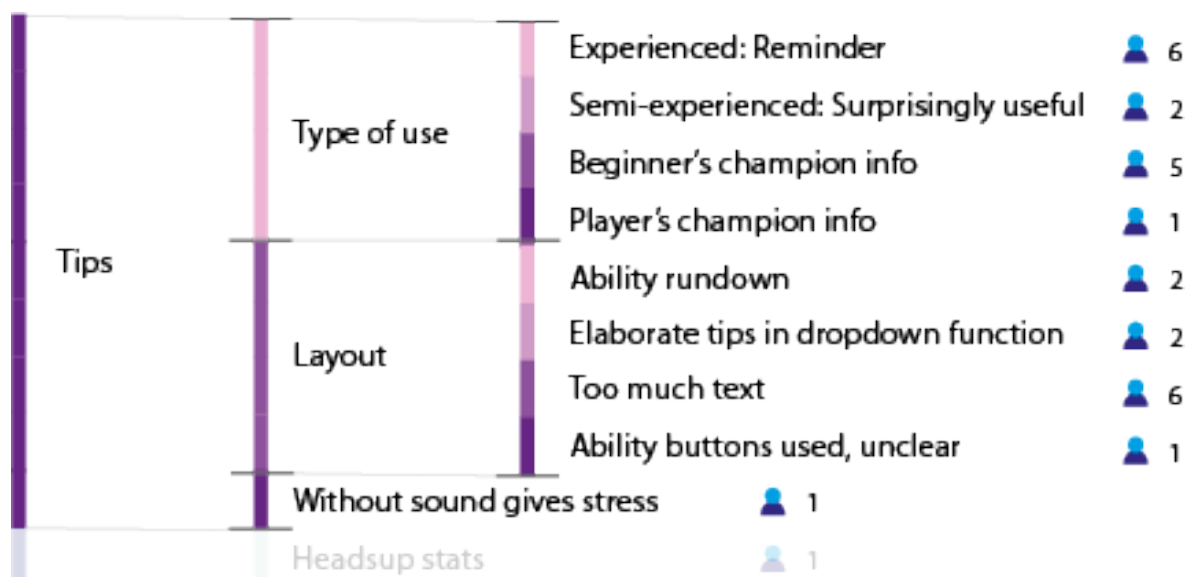 Experienced: Reminder 6
Semi-experienced: Surprisingly useful 2
Type of use
Beginner's champion info 5
Player's champion info 1
Tips
Ability rundown 2
Elaborate tips in dropdown function 2
Layout
Too much text 6
Ability buttons used, unclear 1
Without sound gives stress 1
Headsup stats 1